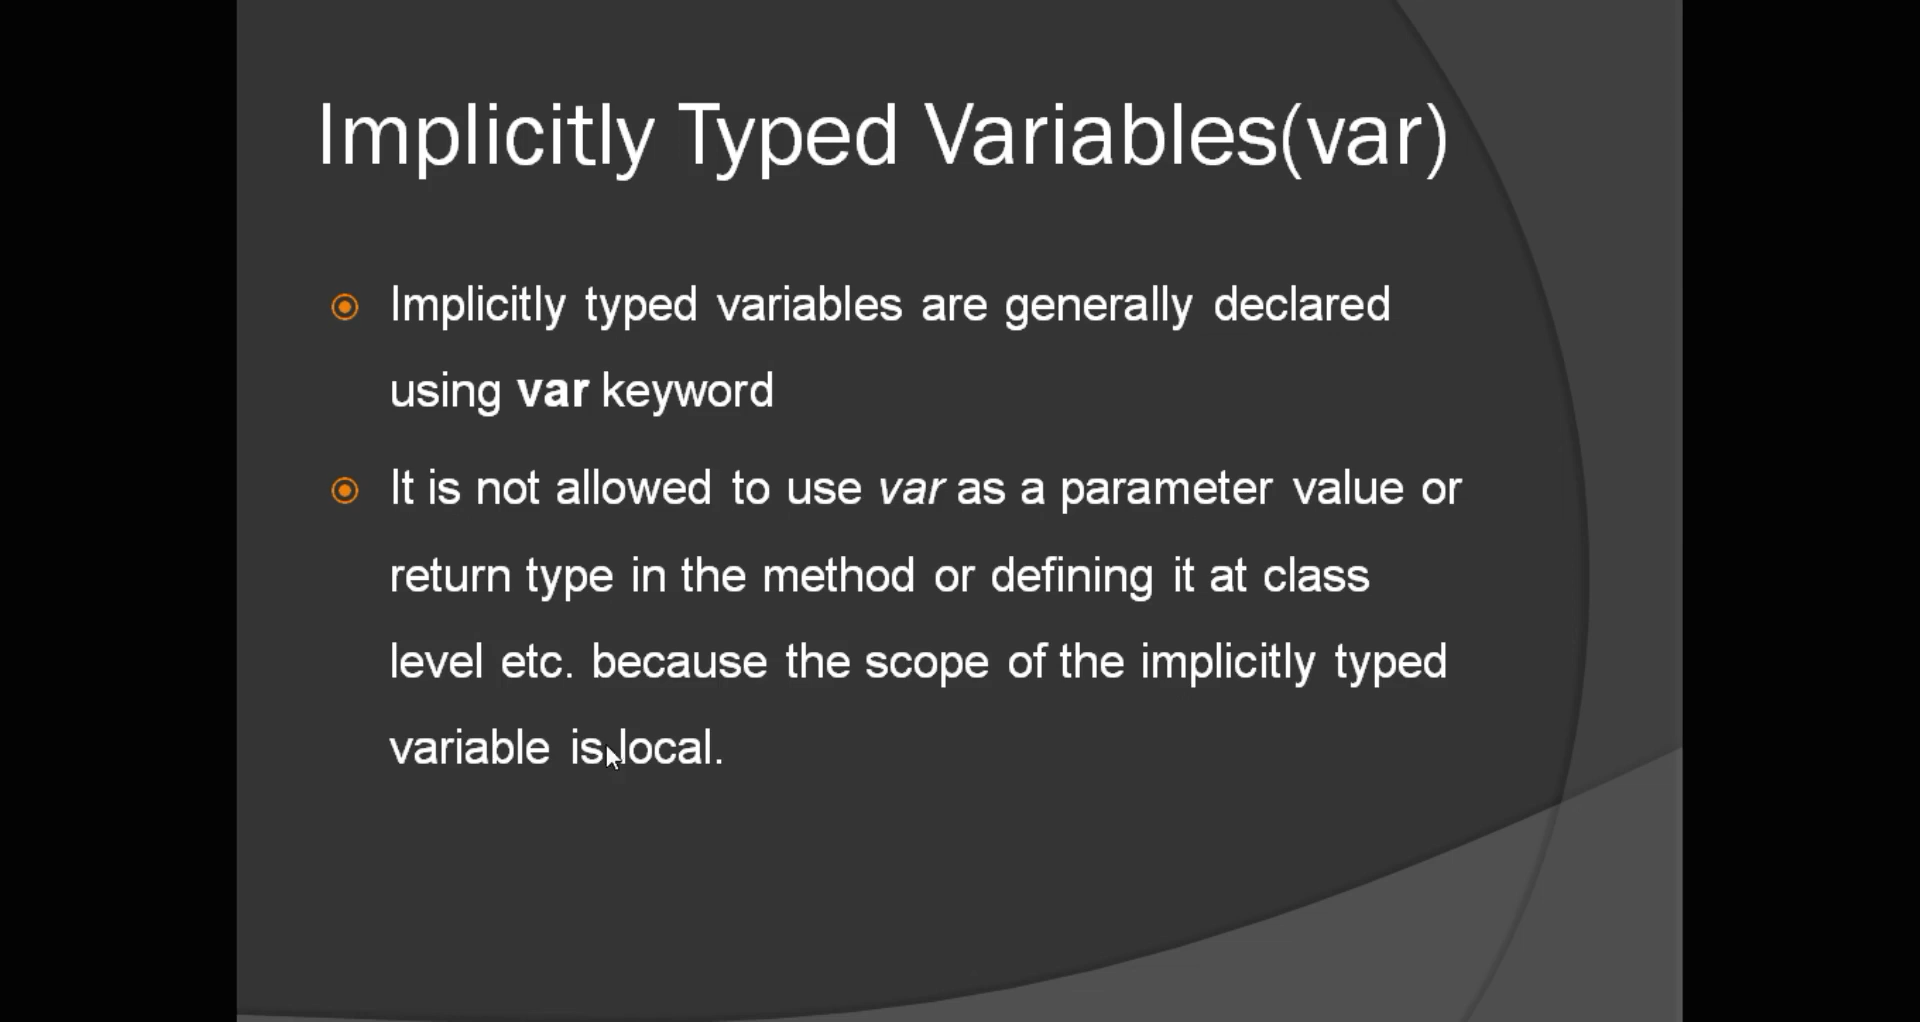 Implicitly Typed Variables(var)
Implicitly typed variables are generally declared
using var keyword
It is not allowed to use var as a parameter value or
return type in the method or defining it at class
level etc. because the scope of the implicitly typed
variable is local.